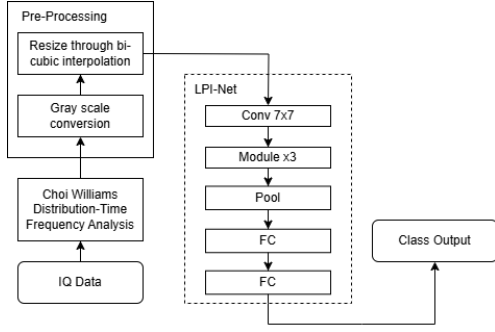 Pre-Processing
Resize through bi-
cubic interpolation
Gray scale
conversion
Choi Williams
Distribution-Time
Frequency Analysis
IQ Data
LPI-Net
Conv 7x7
Module x3
Pool
FC
FC
Class Output